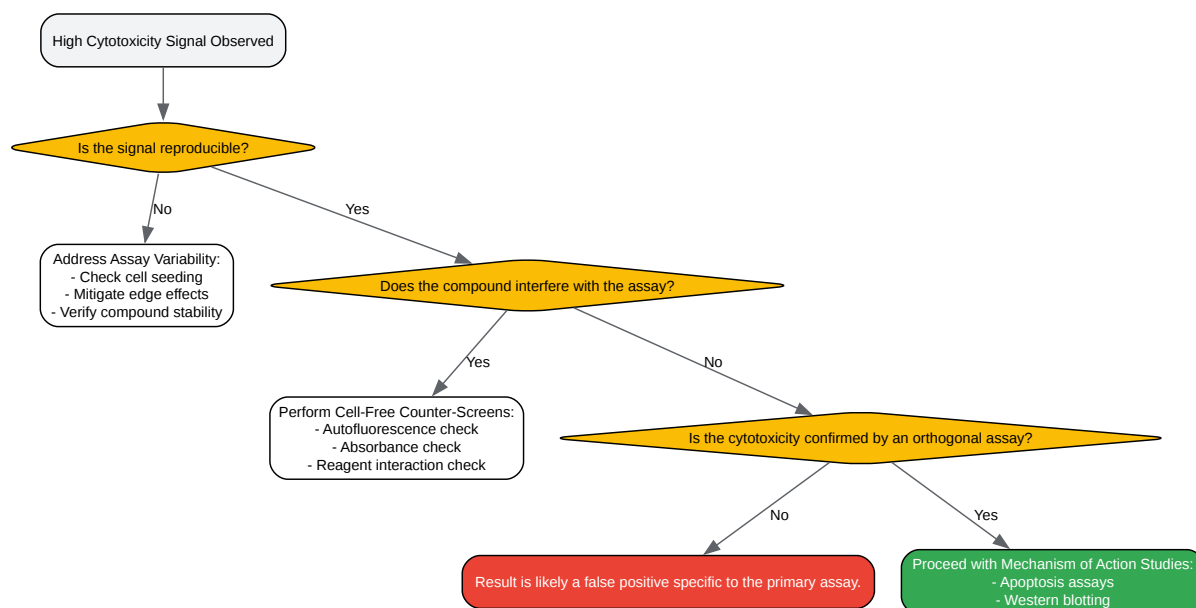 High Cytotoxicity Signal Observed
Is the signal reproducible?
No
Yes
Address Assay Variability:
- Check cell seeding
- Mitigate edge effects
- Verify compound stability
Does the compound interfere with the assay?
Yes
No
Perform Cell-Free Counter-Screens:
- Autofluorescence check
- Absorbance check
- Reagent interaction check
Is the cytotoxicity confirmed by an orthogonal assay?
No
Yes
Result is likely a false positive specific to the primary assay.
Proceed with Mechanism of Action Studies:
- Apoptosis assays
- Western blotting